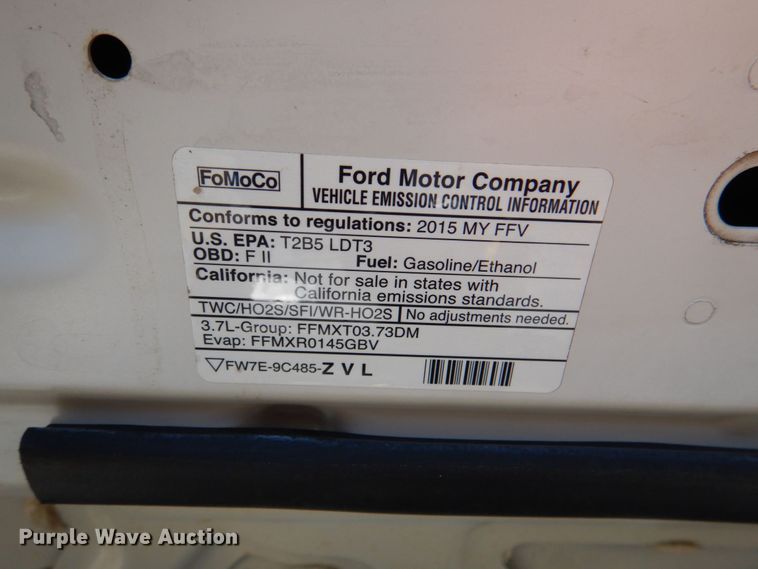 FoMoCo
Ford Motor Company
VEHICLE EMISSION CONTROL INFORMATION
Conforms to regulations: 2015 MY FFV
U.S. EPA: T2B5 LDT3
OBD: F II Fuel: Gasoline/Ethanol
California: Not for sale in states with
California emissions standards.
TWC/HO2S/SFI/WR-HO2S No adjustments needed.
3.7L-Group: FFMXT03.73DM
Evap: FFMXR0145GBV
FW7E-9C485-Z V L
Purple Wave Auction